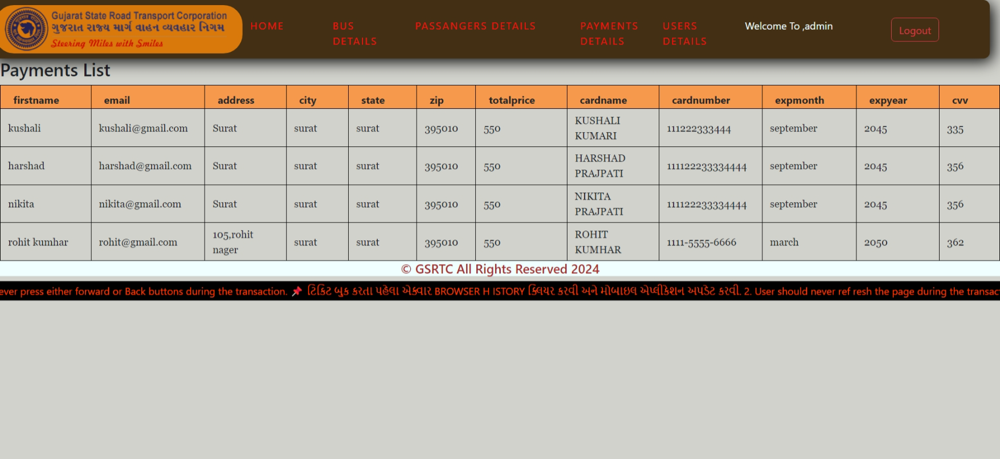 Gujarat State Road Transport Corporation
ગુજરાત રાજ્ય માર્ગ વાહન વ્યવહાર નિગમ
Steering Miles with Smiles
HOME
BUS
DETAILS
PASSANGERS DETAILS
PAYMENTS
DETAILS
USERS
DETAILS
Welcome To ,admin
Logout
Payments List
firstname email address city state zip totalprice cardname cardnumber expmonth expyear cvv
kushali kushali@gmail.com Surat surat surat 395010 550 KUSHALI KUMARI 111222333444 september 2045 335
harshad harshad@gmail.com Surat surat surat 395010 550 HARSHAD PRAJPATI 111122233334444 september 2045 356
nikita nikita@gmail.com Surat surat surat 395010 550 NIKITA PRAJPATI 111122233334444 september 2045 356
rohit kumhar rohit@gmail.com 105,rohit nager surat surat 395010 550 ROHIT KUMHAR 1111-5555-6666 march 2050 362
© GSRTC All Rights Reserved 2024
ever press either forward or Back buttons during the transaction. 📌 ટિકિટ બુક કરતા પહેલા એકવાર BROWSER H ISTORY ક્લિયર કરવી અને મોબાઇલ એપ્લીકેશન અપડેટ કરવી. 2. User should never ref resh the page during the transac